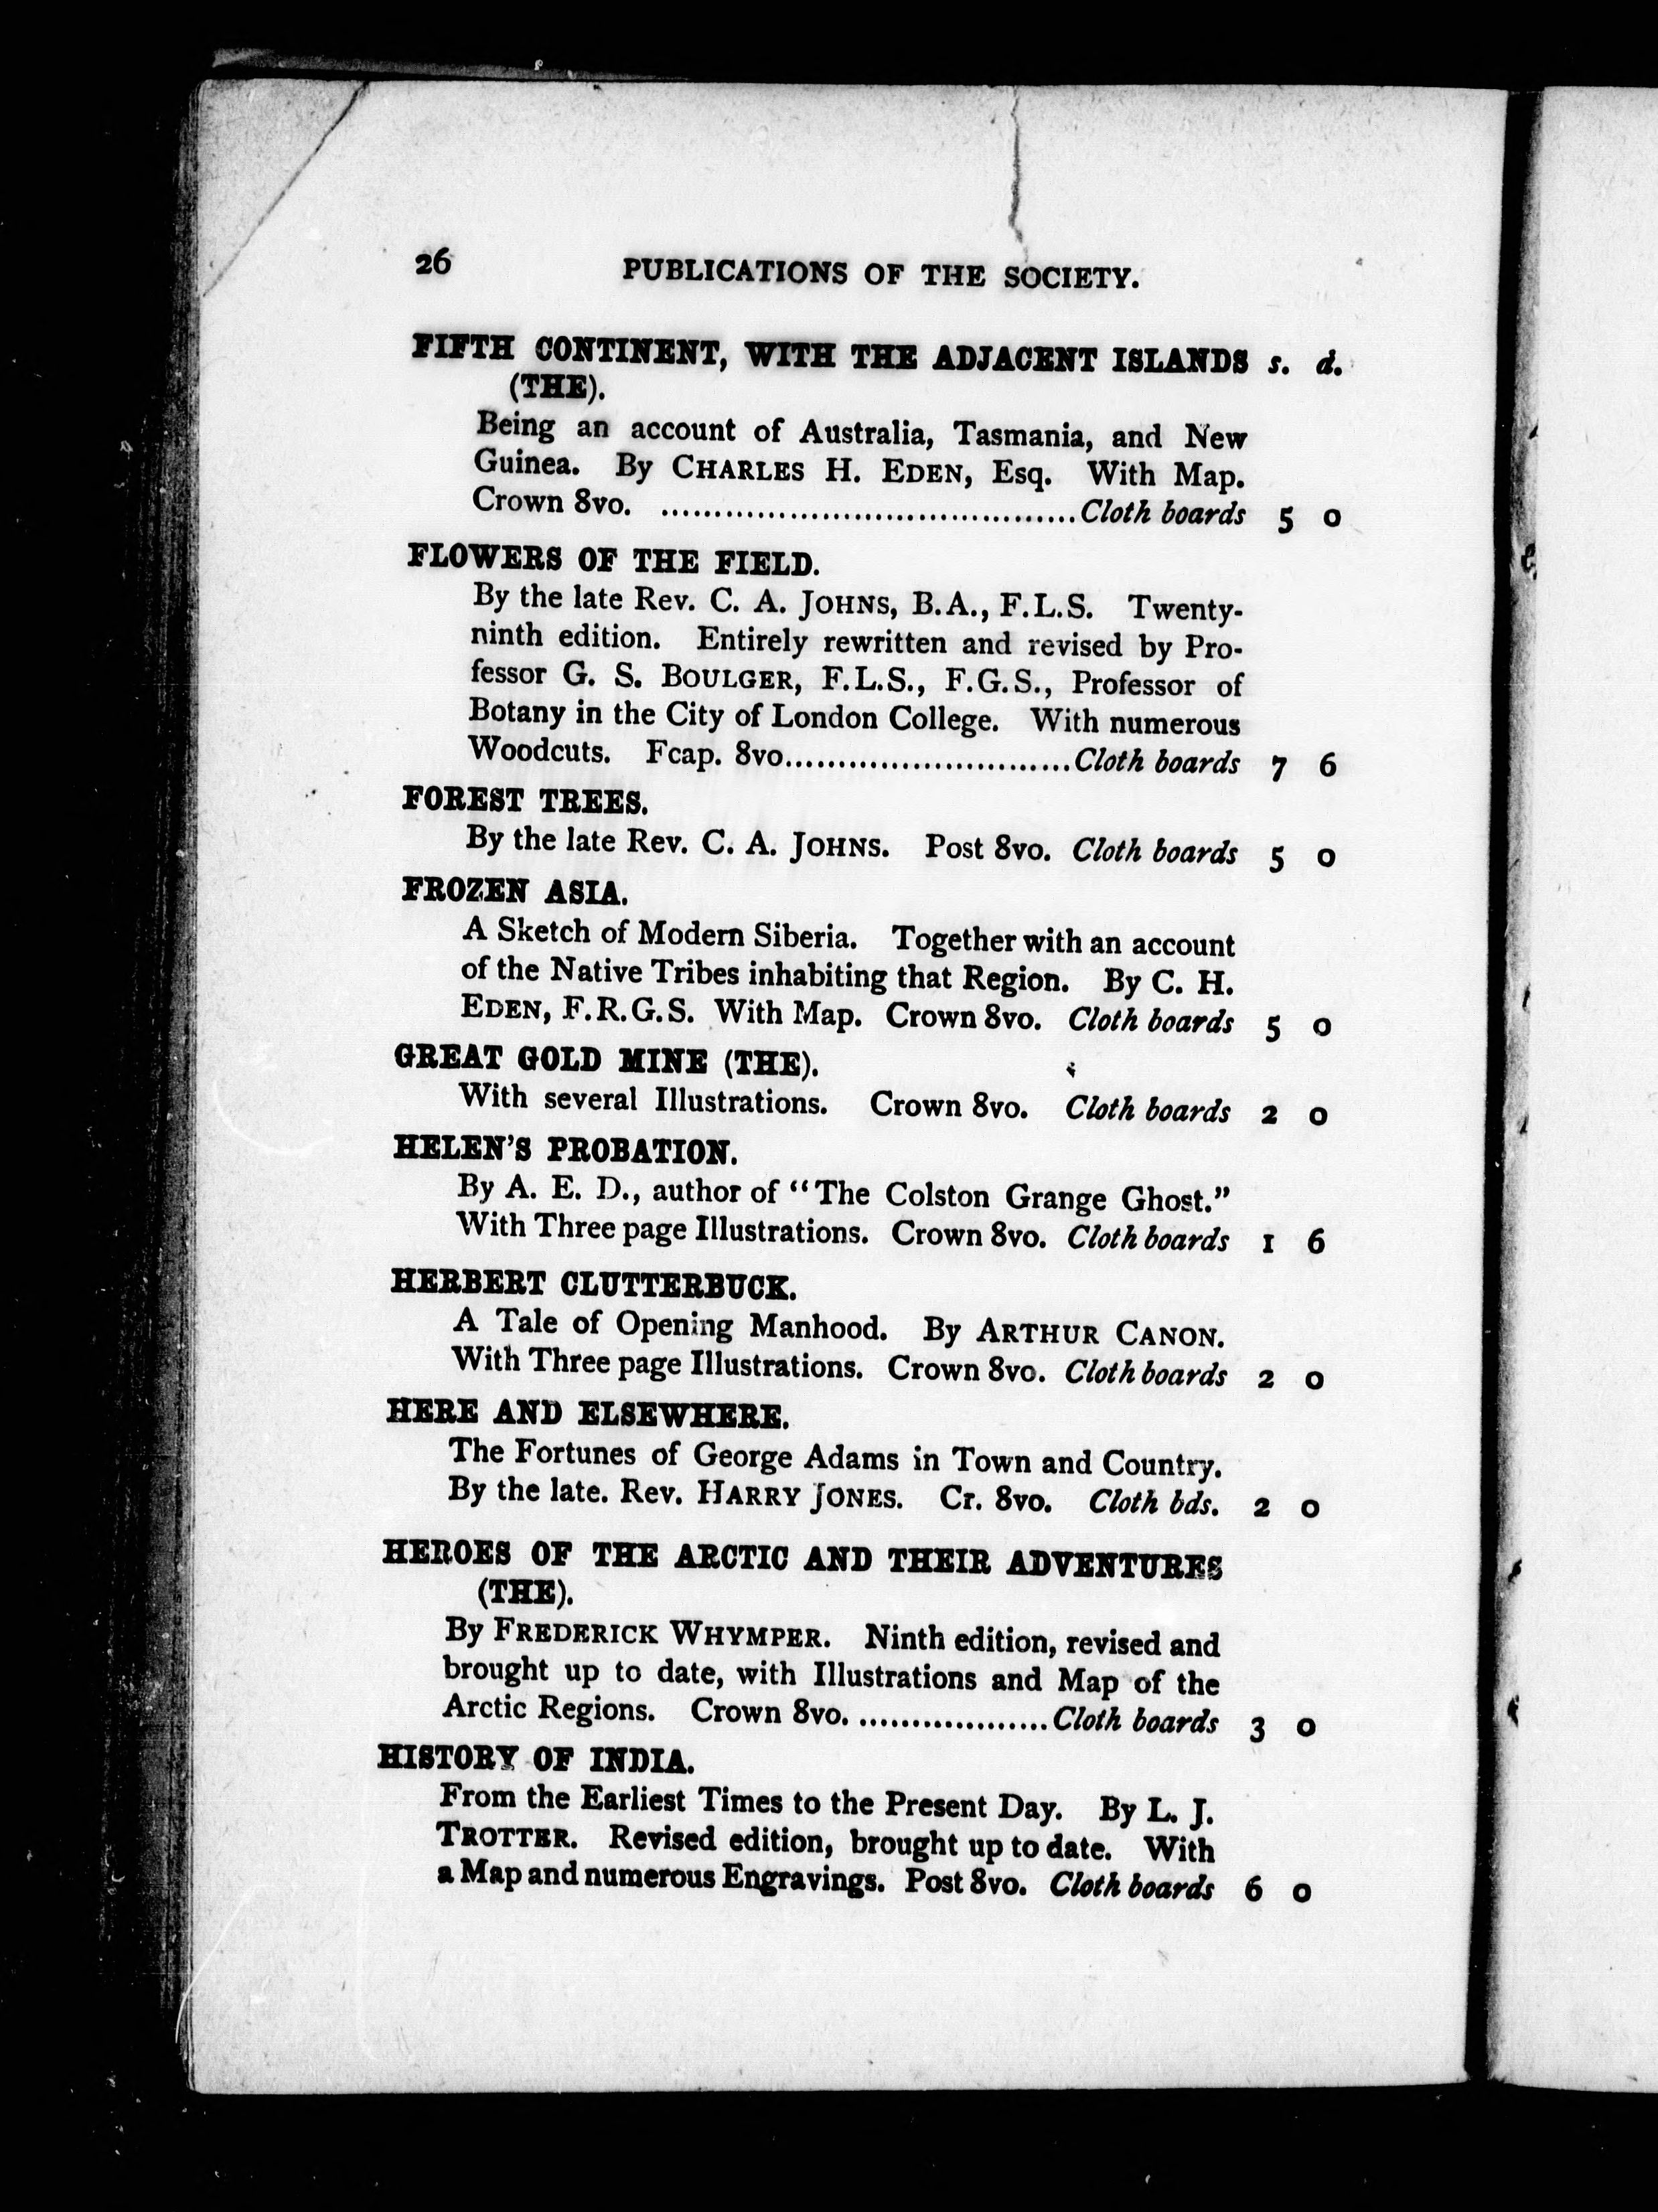 26 PUBLICATIONS OF THE SOCIETY.
FIFTH CONTINENT, WITH THE ADJACENT ISLANDS s. d.
(THE).
Being an account of Australia, Tasmania, and New
Guinea. By CHARLES H. EDEN, Esq. With Map.
Crown 8vo. ....................................... Cloth boards 5 0
FLOWERS OF THE FIELD.
By the late Rev. C. A. JOHNS, B.A., F.L.S. Twenty-
ninth edition. Entirely rewritten and revised by Pro-
fessor G. S. BOULGER, F.L.S., F.G.S., Professor of
Botany in the City of London College. With numerous
Woodcuts. Fcap. 8vo........................... Cloth boards 7 6
FOREST TREES.
By the late Rev. C. A. JOHNS. Post 8vo. Cloth boards 5 0
FROZEN ASIA.
A Sketch of Modern Siberia. Together with an account
of the Native Tribes inhabiting that Region. By C. H.
EDEN, F.R.G.S. With Map. Crown 8vo. Cloth boards 5 0
GREAT GOLD MINE (THE).
With several Illustrations. Crown 8vo. Cloth boards 2 0
HELEN'S PROBATION.
By A. E. D., author of "The Colston Grange Ghost."
With Three page Illustrations. Crown 8vo. Cloth boards 1 6
HERBERT CLUTTERBUCK.
A Tale of Opening Manhood. By ARTHUR CANON.
With Three page Illustrations. Crown 8vo. Cloth boards 2 0
HERE AND ELSEWHERE.
The Fortunes of George Adams in Town and Country.
By the late. Rev. HARRY JONES. Cr. 8vo. Cloth bds. 2 0
HEROES OF THE ARCTIC AND THEIR ADVENTURES
(THE).
By FREDERICK WHYMPER. Ninth edition, revised and
brought up to date, with Illustrations and Map of the
Arctic Regions. Crown 8vo. .................. Cloth boards 3 0
HISTORY OF INDIA.
From the Earliest Times to the Present Day. By L. J.
TROTTER. Revised edition, brought up to date. With
a Map and numerous Engravings. Post 8vo. Cloth boards 6 0